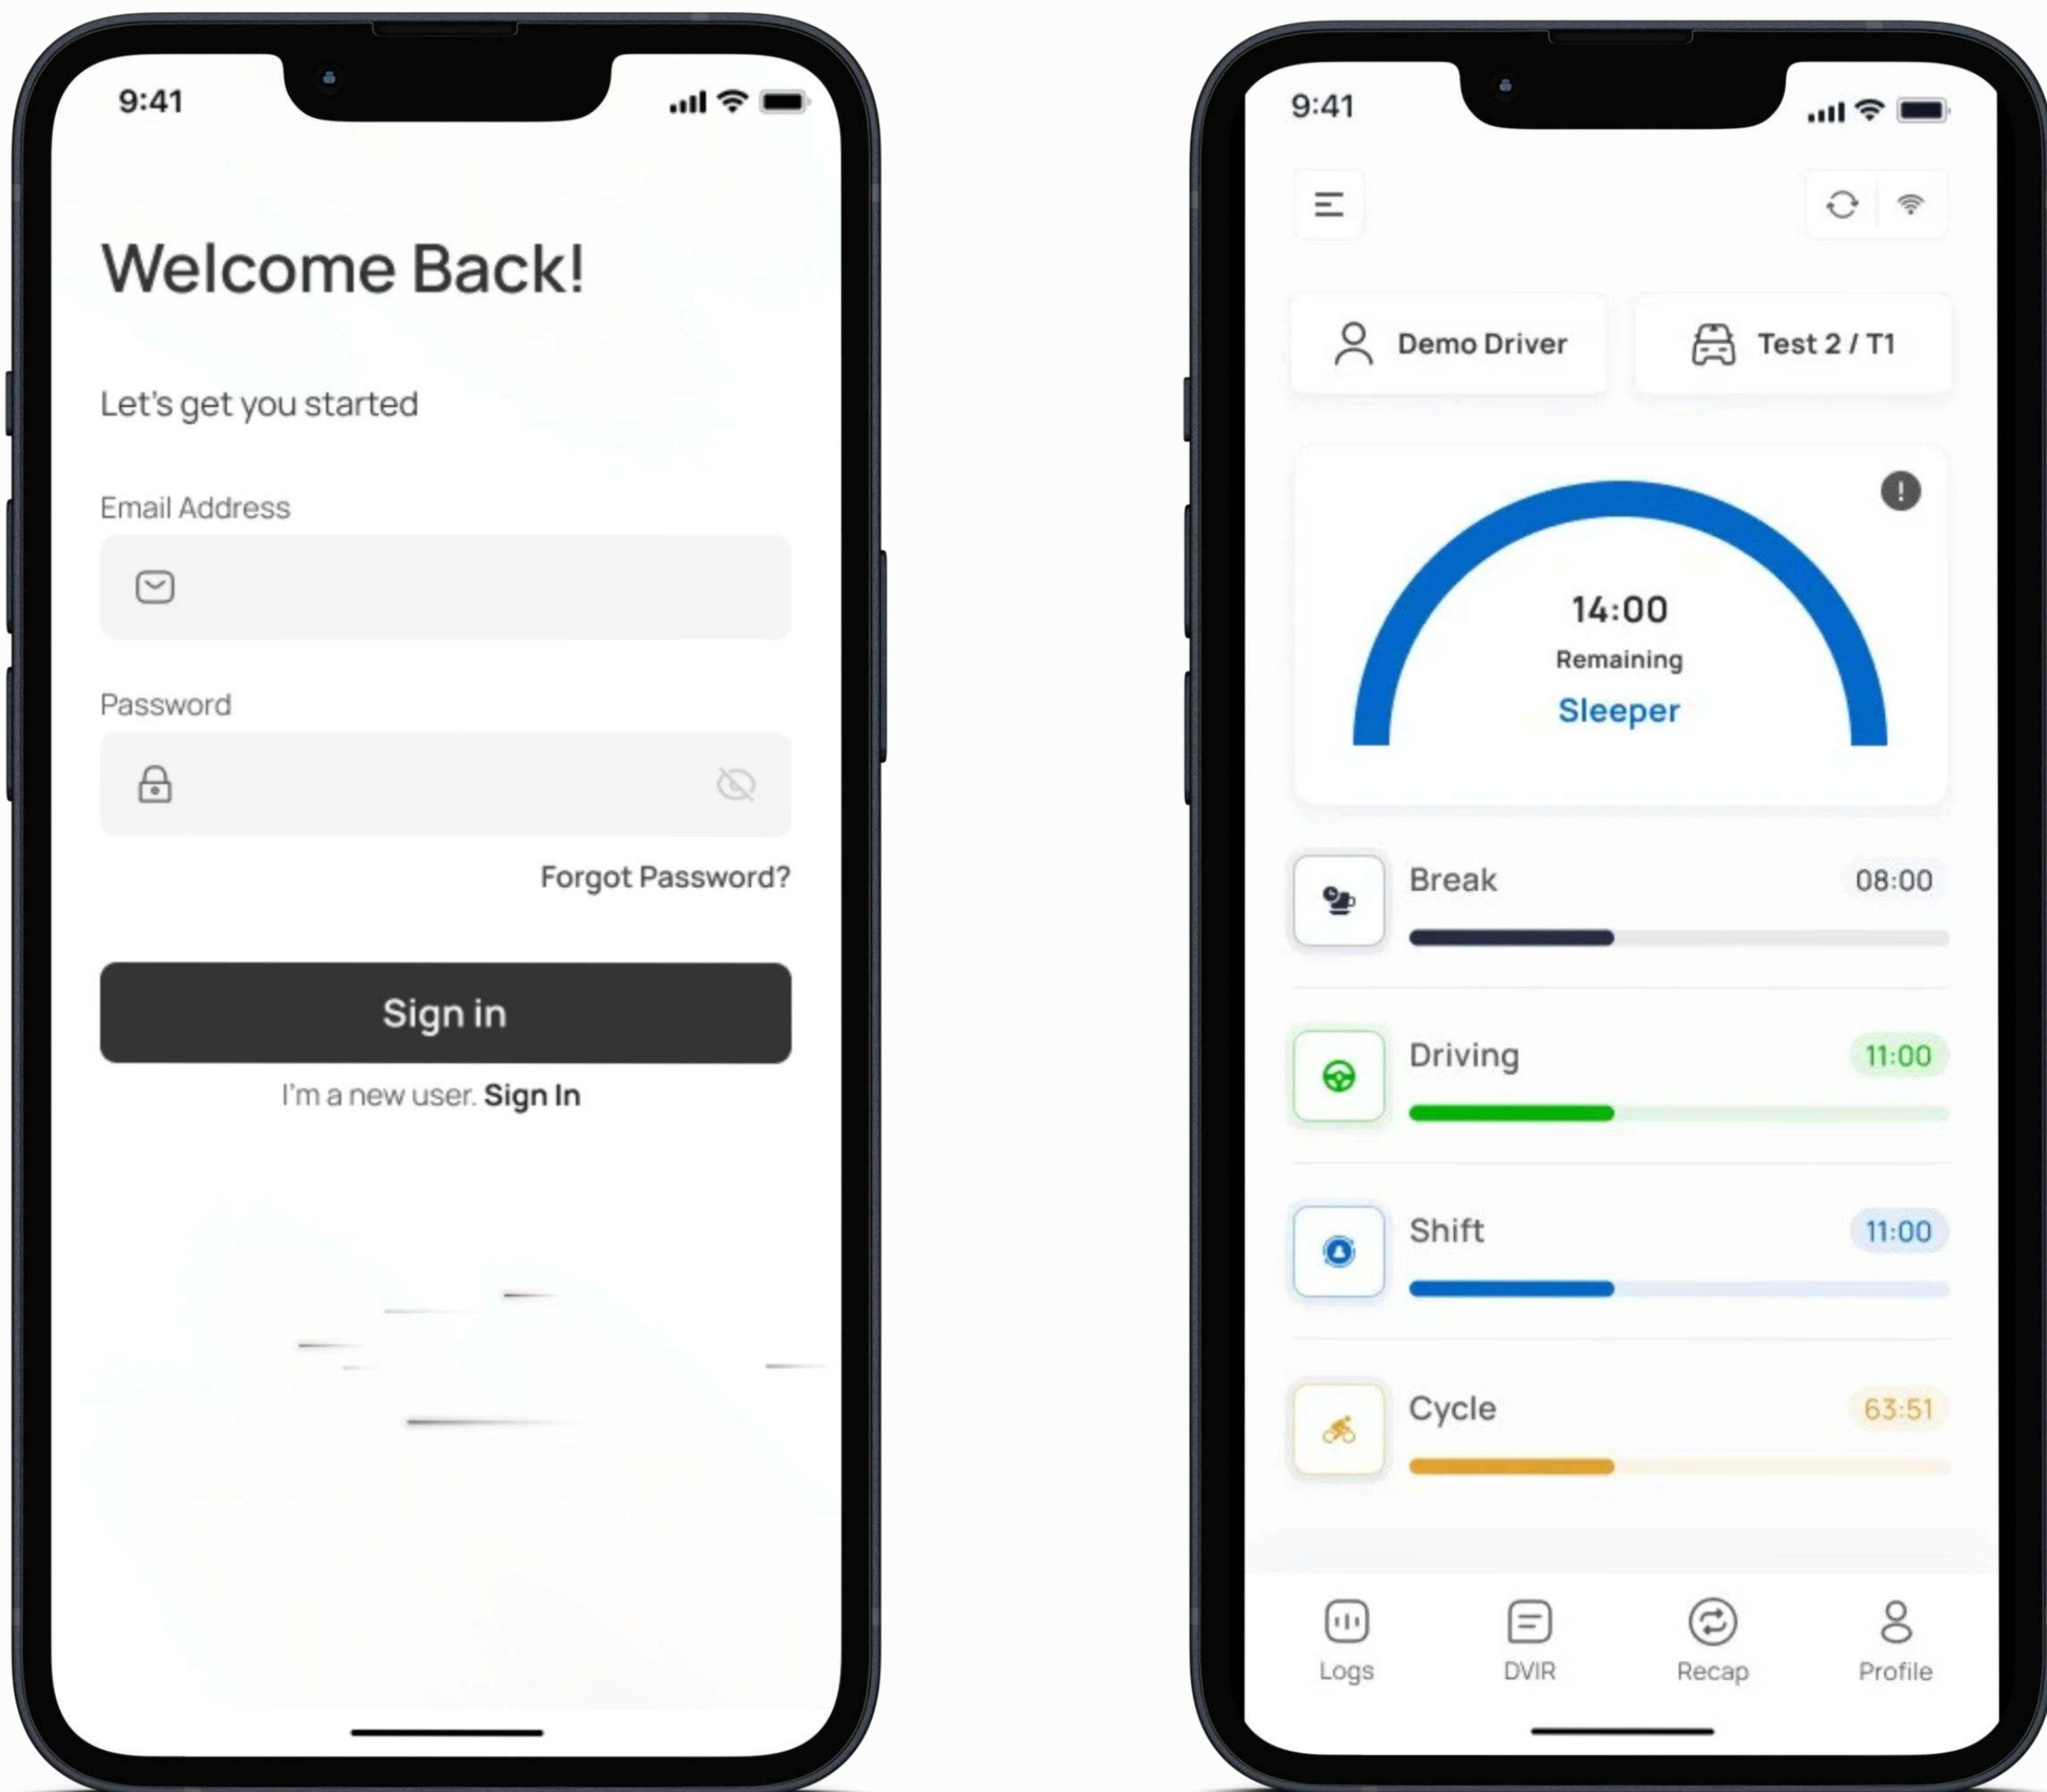 9:41
Welcome Back!
Let's get you started
Email Address
Password
Forgot Password?
Sign in
I'm a new user. Sign In
9:41
Demo Driver
Test 2 / T1
14:00
Remaining
Sleeper
Break 08:00
Driving 11:00
Shift 11:00
Cycle 63:51
Logs DVIR Recap Profile